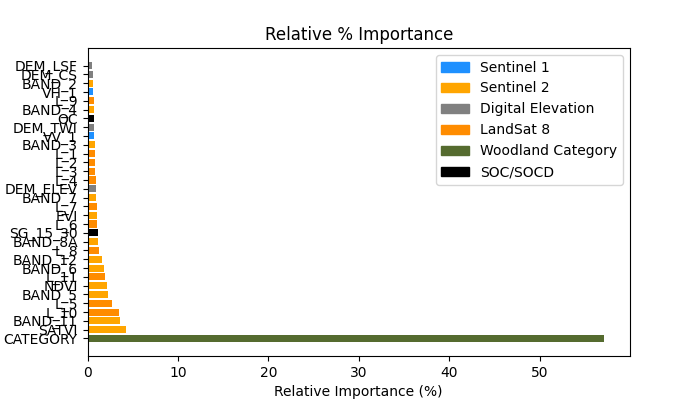 Relative % Importance
DEM_LSF
DEM_CS
BAND_2
VH_1
L_9
BAND_4
OC
DEM_TWI
VV_1
BAND_3
L_1
L_2
L_3
L_4
DEM_ELEV
BAND_7
L_7
EVI
L_6
SG_15_30
BAND_8A
L_8
BAND_12
BAND_6
L_11
NDVI
BAND_5
L_5
L_10
BAND_11
SATVI
CATEGORY
Sentinel 1
Sentinel 2
Digital Elevation
LandSat 8
Woodland Category
SOC/SOCD
0 10 20 30 40 50
Relative Importance (%)